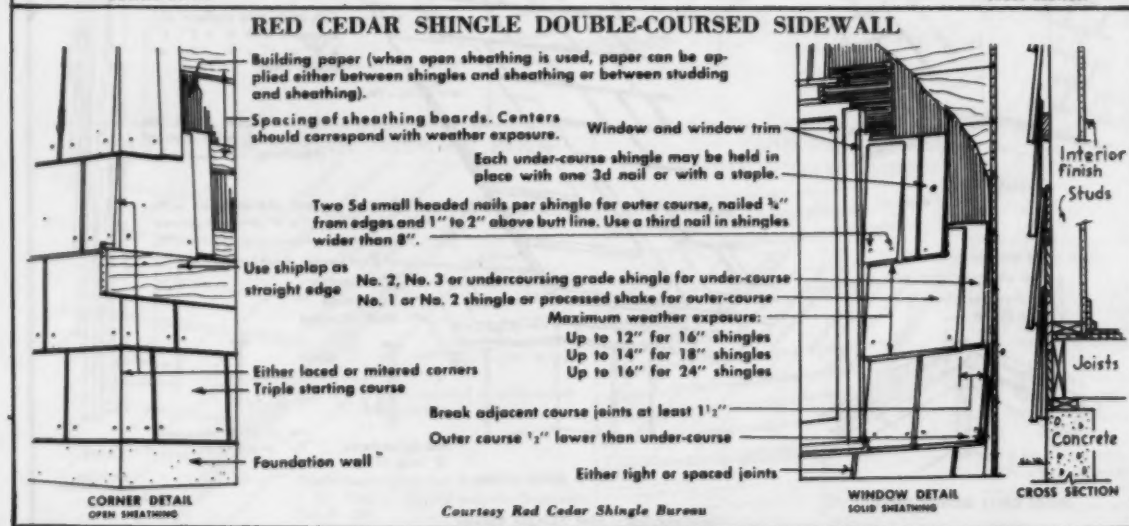 RED CEDAR SHINGLE DOUBLE-COURSED SIDEWALL
Building paper (when open sheathing is used, paper can be ap-
plied either between shingles and sheathing or between studding
and sheathing).
Spacing of sheathing boards. Centers
should correspond with weather exposure.
Window and window trim
Each under-course shingle may be held in
place with one 3d nail or with a staple.
Two 5d small headed nails per shingle for outer course, nailed ¾"
from edges and 1" to 2" above butt line. Use a third nail in shingles
wider than 8".
Use shiplap as
straight edge
No. 2, No. 3 or undercoursing grade shingle for under-course
No. 1 or No. 2 shingle or processed shake for outer-course
Maximum weather exposure:
Up to 12" for 16" shingles
Up to 14" for 18" shingles
Up to 16" for 24" shingles
Either laced or mitered corners
Triple starting course
Break adjacent course joints at least 1½"
Outer course ½" lower than under-course
Foundation wall
Either tight or spaced joints
Interior
finish
Studs
Joists
Concrete
CORNER DETAIL
OPEN SHEATHING
Courtesy Red Cedar Shingle Bureau
WINDOW DETAIL
SOLID SHEATHING
CROSS SECTION